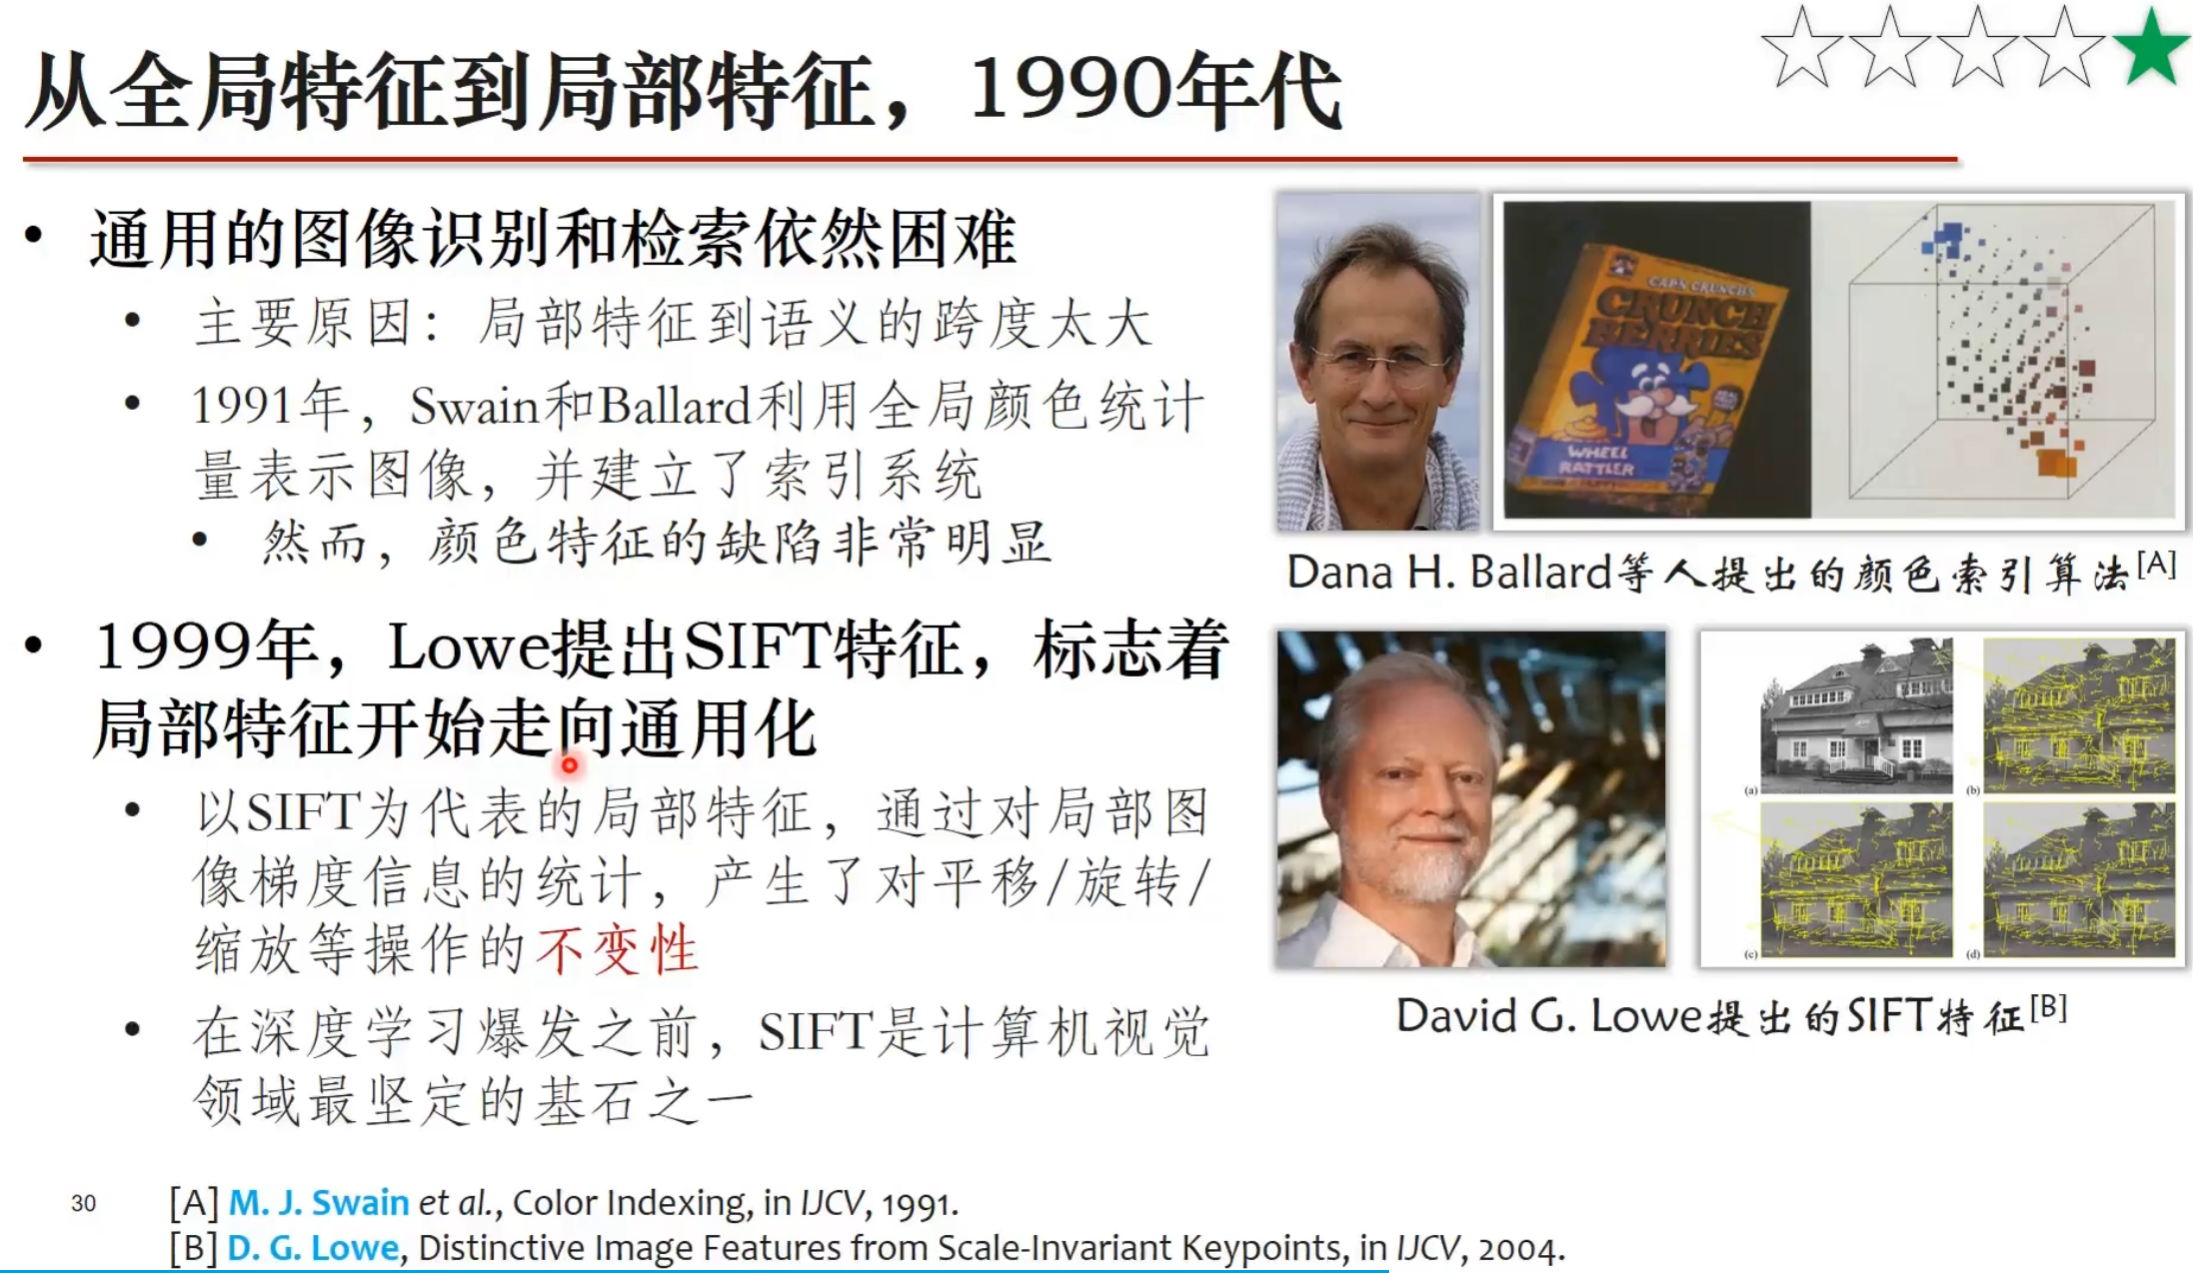 从全局特征到局部特征，1990年代
• 通用的图像识别和检索依然困难
• 主要原因：局部特征到语义的跨度太大
• 1991年，Swain和Ballard利用全局颜色统计
量表示图像，并建立了索引系统
• 然而，颜色特征的缺陷非常明显
• 1999年，Lowe提出SIFT特征，标志着
局部特征开始走向通用化
• 以SIFT为代表的局部特征，通过对局部图
像梯度信息的统计，产生了对平移/旋转/
缩放等操作的不变性
• 在深度学习爆发之前，SIFT是计算机视觉
领域最坚定的基石之一
CAP'N CRUNCH'S
CRUNCH
BERRIES
WHEEL
RATTLER
Dana H. Ballard等人提出的颜色索引算法[A]
(a)
(b)
(c)
(d)
David G. Lowe提出的SIFT特征[B]
30
[A] M. J. Swain et al., Color Indexing, in IJCV, 1991.
[B] D. G. Lowe, Distinctive Image Features from Scale-Invariant Keypoints, in IJCV, 2004.